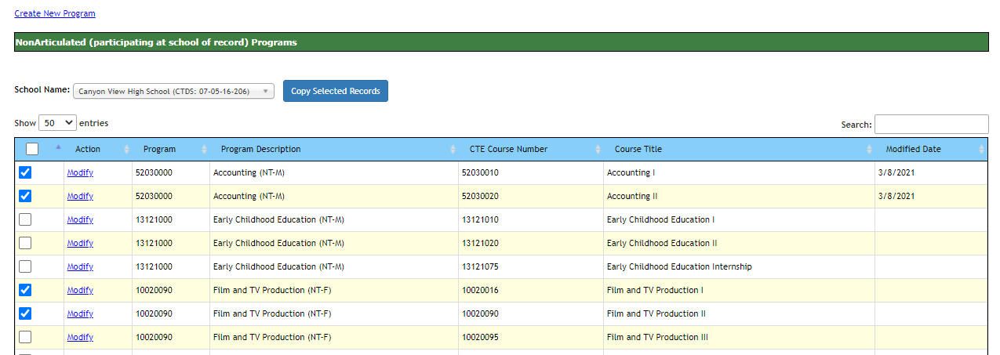 Create New Program
NonArticulated (participating at school of record) Programs
School Name: Canyon View High School (CTDS: 07-05-16-206) Copy Selected Records
Show 50 entries Search:
Action Program Program Description CTE Course Number Course Title Modified Date
Modify 52030000 Accounting (NT-M) 52030010 Accounting I 3/8/2021
Modify 52030000 Accounting (NT-M) 52030020 Accounting II 3/8/2021
Modify 13121000 Early Childhood Education (NT-M) 13121010 Early Childhood Education I
Modify 13121000 Early Childhood Education (NT-M) 13121020 Early Childhood Education II
Modify 13121000 Early Childhood Education (NT-M) 13121075 Early Childhood Education Internship
Modify 10020090 Film and TV Production (NT-F) 10020016 Film and TV Production I
Modify 10020090 Film and TV Production (NT-F) 10020090 Film and TV Production II
Modify 10020090 Film and TV Production (NT-F) 10020095 Film and TV Production III